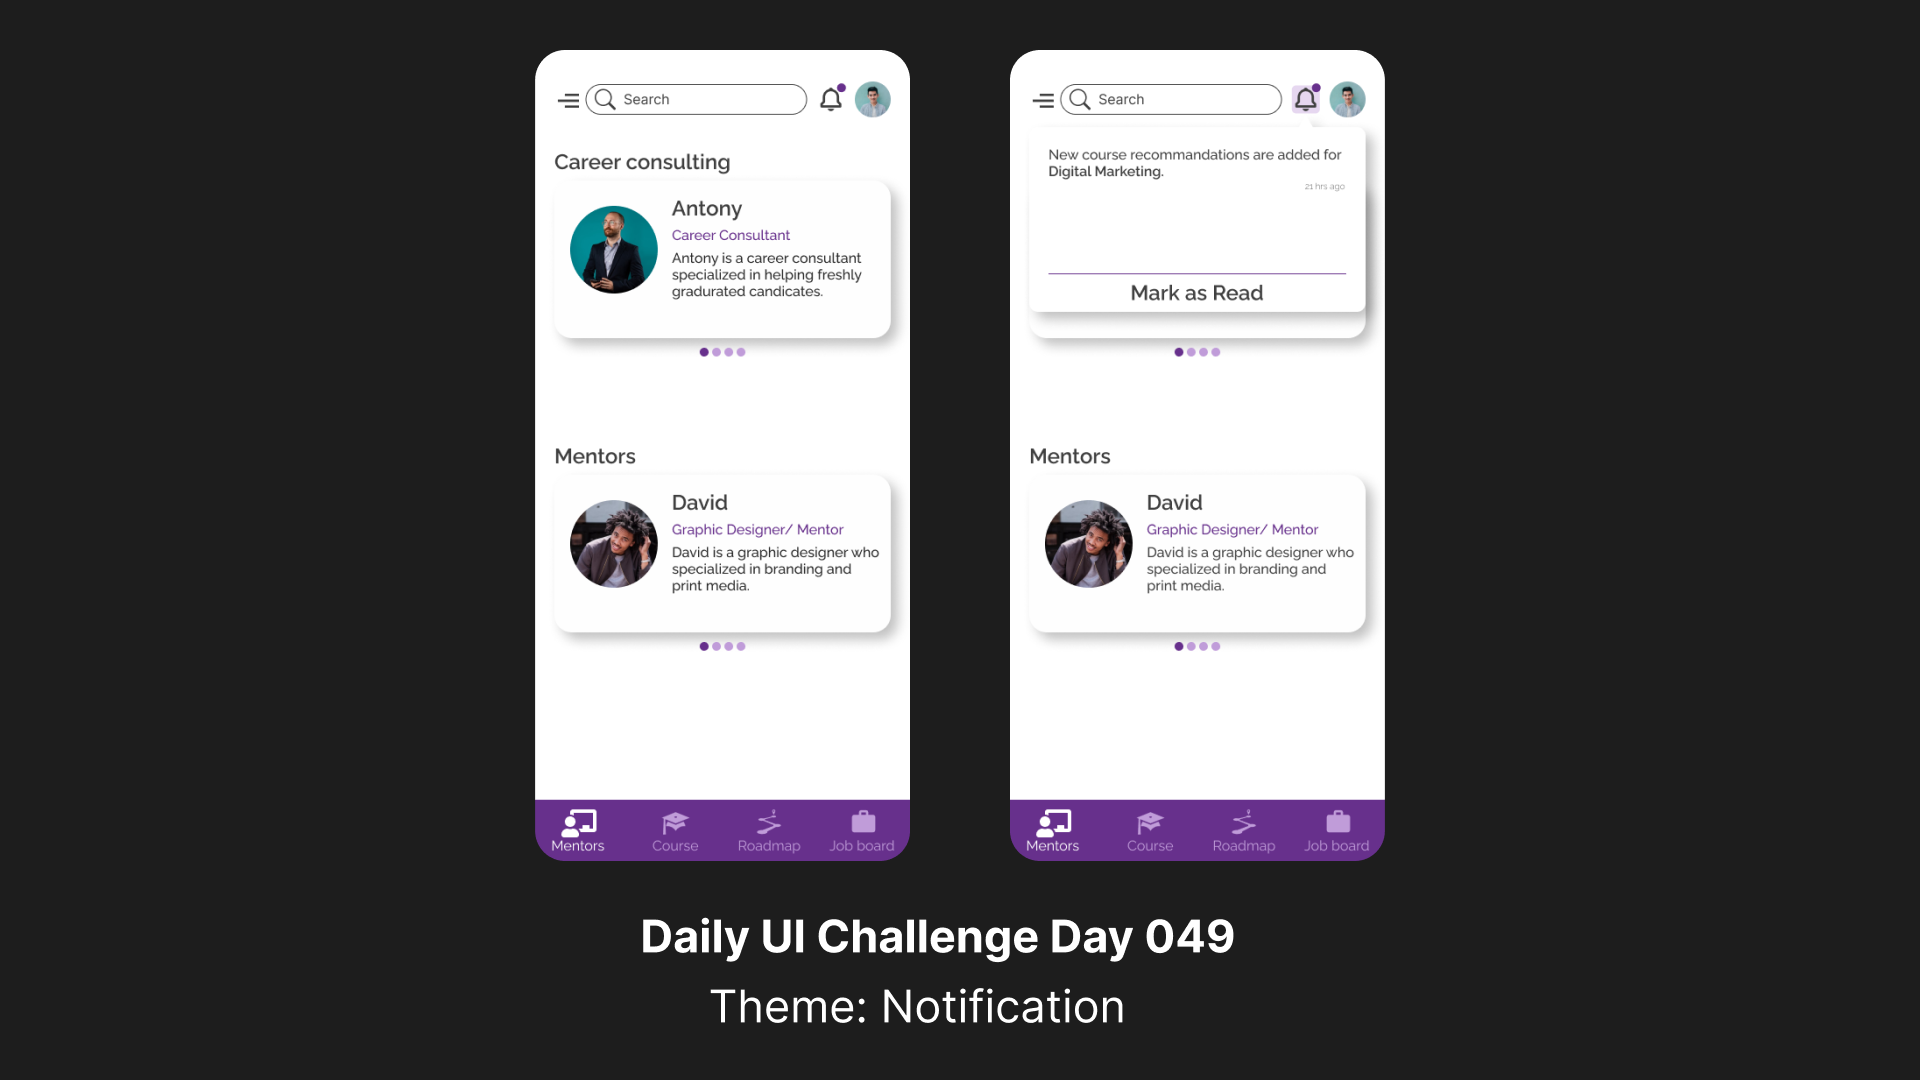 Search
Career consulting
Antony
Career Consultant
Antony is a career consultant
specialized in helping freshly
gradurated candicates.
Mentors
David
Graphic Designer/ Mentor
David is a graphic designer who
specialized in branding and
print media.
Mentors
Course
Roadmap
Job board
Search
New course recommandations are added for
Digital Marketing.
21 hrs ago
Mark as Read
Mentors
David
Graphic Designer/ Mentor
David is a graphic designer who
specialized in branding and
print media.
Mentors
Course
Roadmap
Job board
Daily UI Challenge Day 049
Theme: Notification